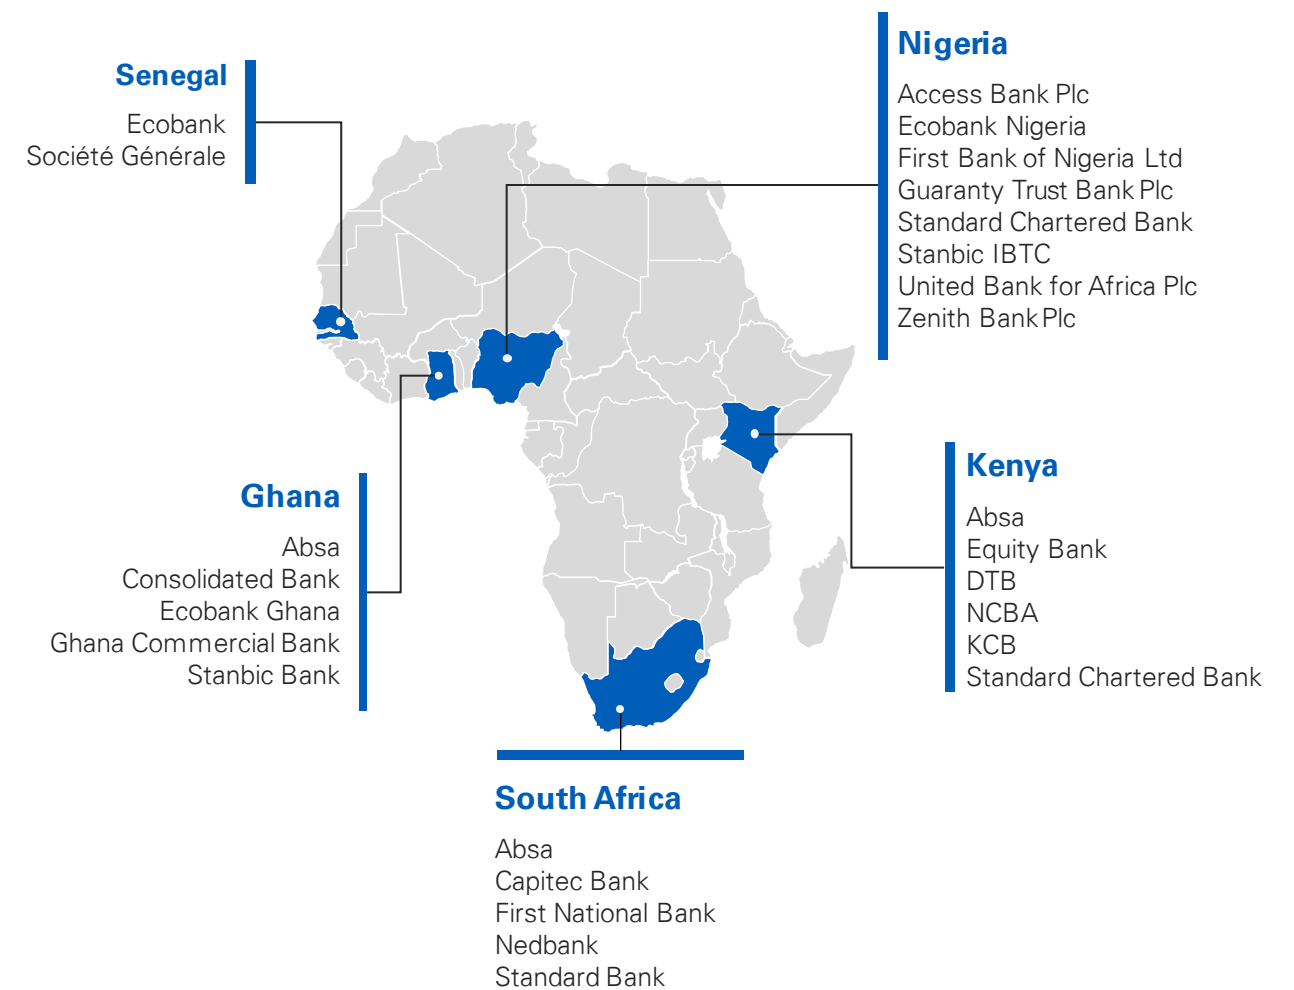 Senegal
Ecobank
Société Générale
Nigeria
Access Bank Plc
Ecobank Nigeria
First Bank of Nigeria Ltd
Guaranty Trust Bank Plc
Standard Chartered Bank
Stanbic IBTC
United Bank for Africa Plc
Zenith Bank Plc
Ghana
Absa
Consolidated Bank
Ecobank Ghana
Ghana Commercial Bank
Stanbic Bank
Kenya
Absa
Equity Bank
DTB
NCBA
KCB
Standard Chartered Bank
South Africa
Absa
Capitec Bank
First National Bank
Nedbank
Standard Bank